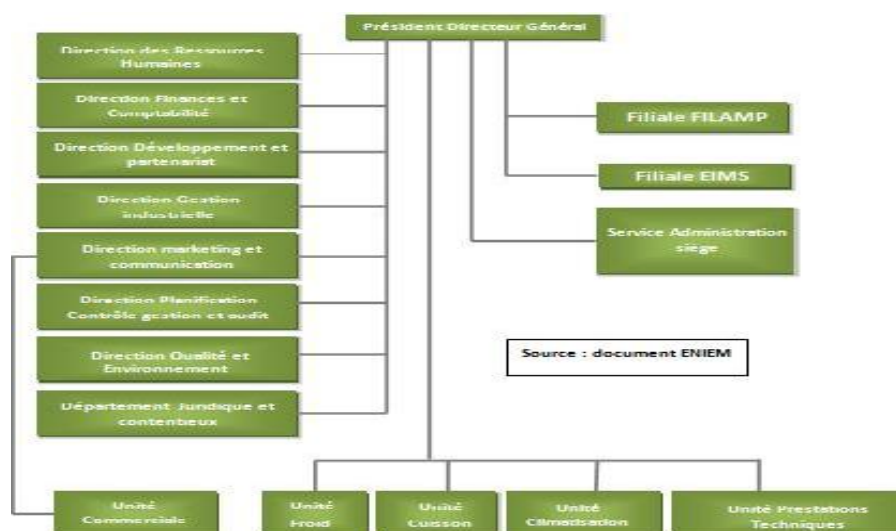 Président Directeur Général
Direction des Ressources
Humaines
Direction Finances et
Comptabilité
Direction Développement et
partenariat
Direction Gestion
industrielle
Direction marketing et
communication
Direction Planification
Contrôle gestion et audit
Direction Qualité et
Environnement
Département Juridique et
contentieux
Filiale FILAMP
Filiale EIMS
Service Administration
siège
Source : document ENIEM
Unité
Commerciale
Unité
Froid
Unité
Cuisson
Unité
Climatisation
Unité Prestations
Techniques